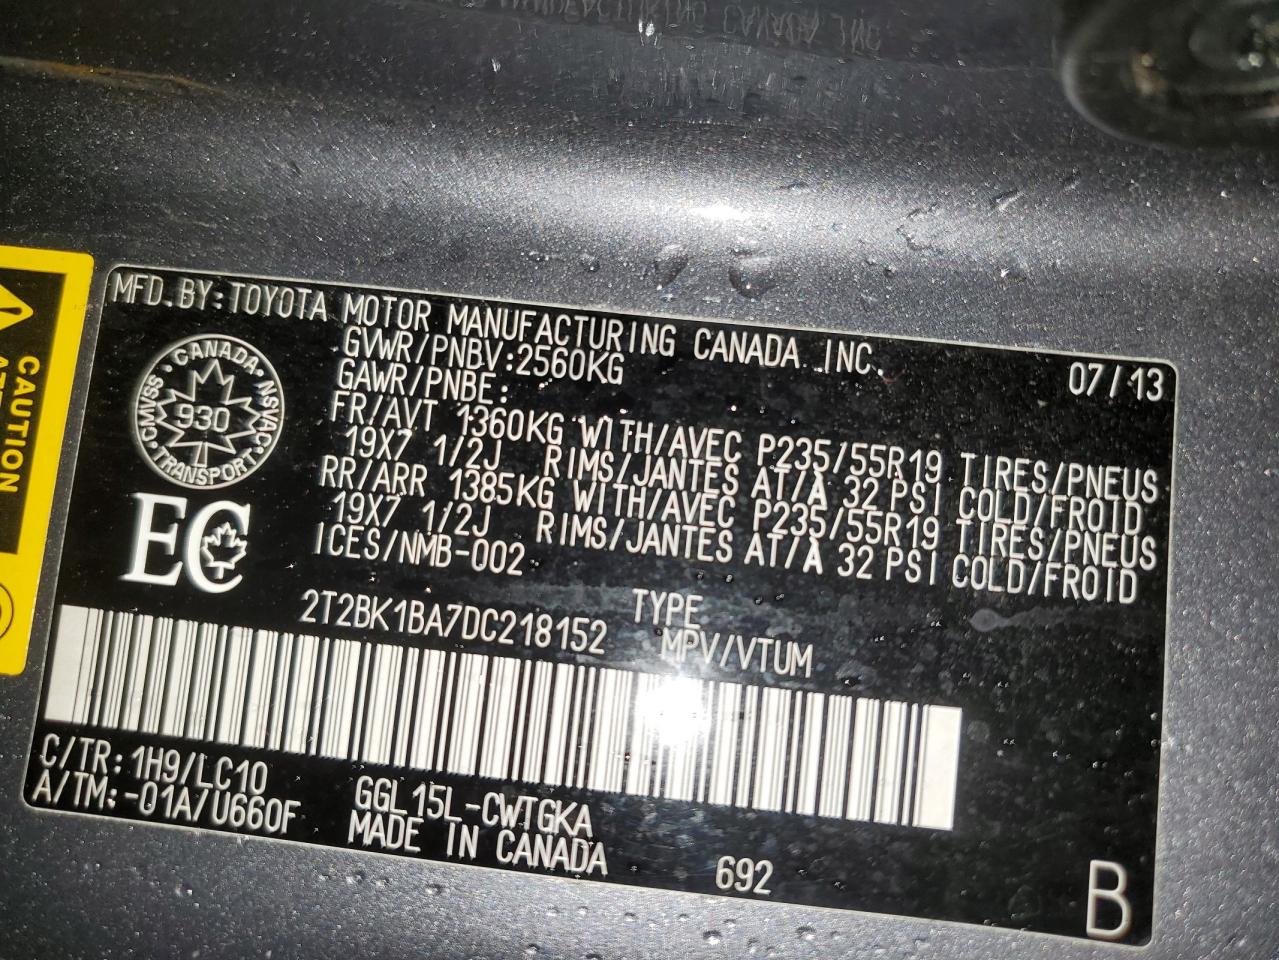 MFD.BY:TOYOTA MOTOR MANUFACTURING CANADA INC.
07/13
GVWR/PNBV:2560KG
GAWR/PNBE:
FR/AVT 1360KG WITH/AVEC P235/55R19 TIRES/PNEUS
19X7 1/2J RIMS/JANTES AT/A 32 PSI COLD/FROID
RR/ARR 1385KG WITH/AVEC P235/55R19 TIRES/PNEUS
19X7 1/2J RIMS/JANTES AT/A 32 PSI COLD/FROID
ICES/NMB-002
CANADA
CMVSS 930 NSVAC
TRANSPORT
EC
2T2BK1BA7DC218152
TYPE
MPV/VTUM
C/TR: 1H9/LC10
A/TM:-01A/U660F
GGL15L-CWTGKA
MADE IN CANADA
692
B
CAUTION
MANUFACTURING CANADA INC